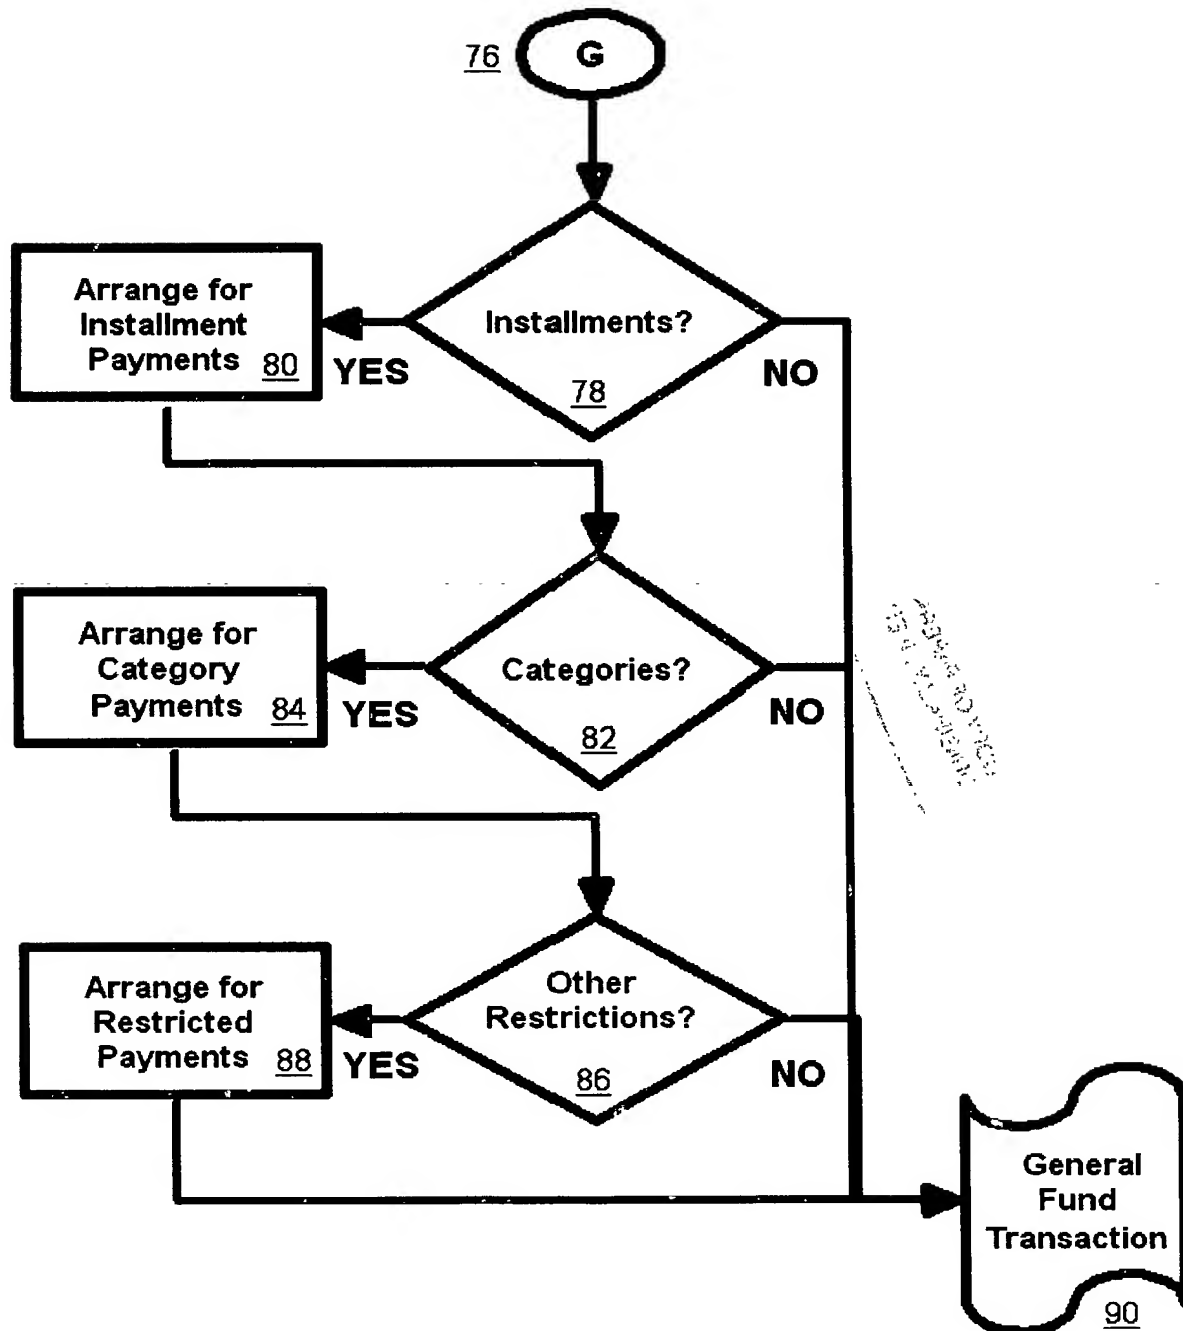 76
G
Installments?
78
YES
NO
Arrange for
Installment
Payments
80
Categories?
82
YES
NO
Arrange for
Category
Payments
84
Other
Restrictions?
86
YES
NO
Arrange for
Restricted
Payments
88
General
Fund
Transaction
90